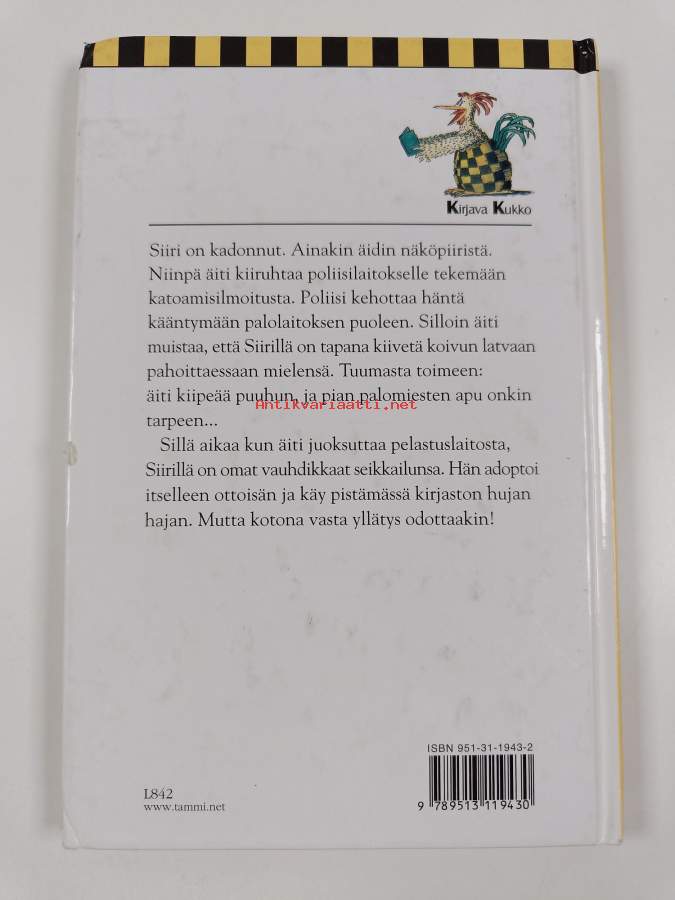 Kirjava Kukko
Siiri on kadonnut. Ainakin äidin näköpiiristä.
Niinpä äiti kiiruhtaa poliisilaitokselle tekemään
katoamisilmoitusta. Poliisi kehottaa häntä
kääntymään palolaitoksen puoleen. Silloin äiti
muistaa, että Siirillä on tapana kiivetä koivun latvaan
pahoittaessaan mielensä. Tuumasta toimeen:
äiti kiipeää puuhun, ja pian palomiesten apu onkin
Antikvariaatti.net
tarpeen...
Sillä aikaa kun äiti juoksuttaa pelastuslaitosta,
Siirillä on omat vauhdikkaat seikkailunsa. Hän adoptoi
itselleen ottoisän ja käy pistämässä kirjaston hujan
hajan. Mutta kotona vasta yllätys odottaakin!
ISBN 951-31-1943-2
9 789513 119430
L842
www.tammi.net